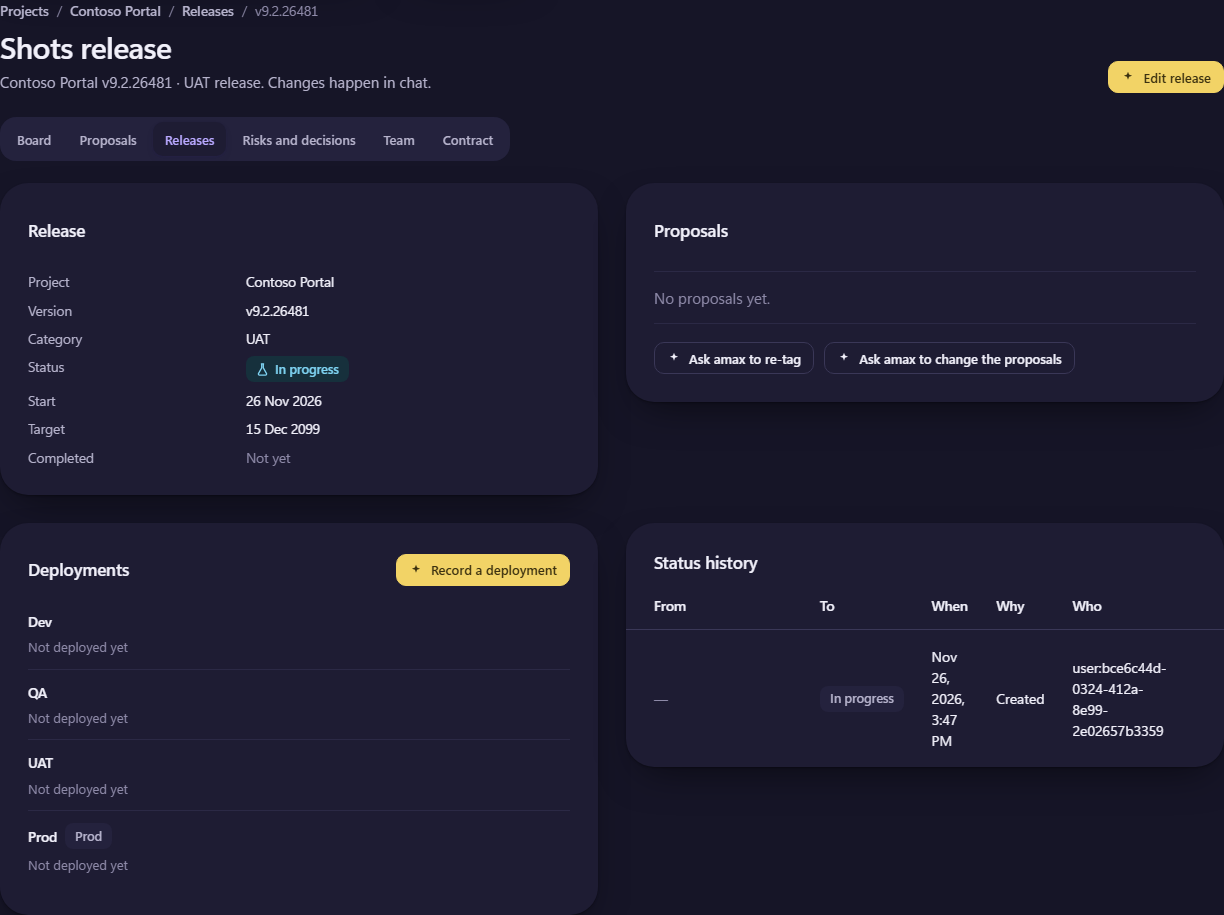 Projects / Contoso Portal / Releases / v9.2.26481
Shots release
Contoso Portal v9.2.26481 · UAT release. Changes happen in chat.
Edit release
Board Proposals Releases Risks and decisions Team Contract
Release
Project Contoso Portal
Version v9.2.26481
Category UAT
Status In progress
Start 26 Nov 2026
Target 15 Dec 2099
Completed Not yet
Proposals
No proposals yet.
Ask amax to re-tag Ask amax to change the proposals
Deployments Record a deployment
Dev
Not deployed yet
QA
Not deployed yet
UAT
Not deployed yet
Prod Prod
Not deployed yet
Status history
From To When Why Who
— In progress
Nov
26,
2026,
3:47
PM
Created
user:bce6c44d-
0324-412a-
8e99-
2e02657b3359